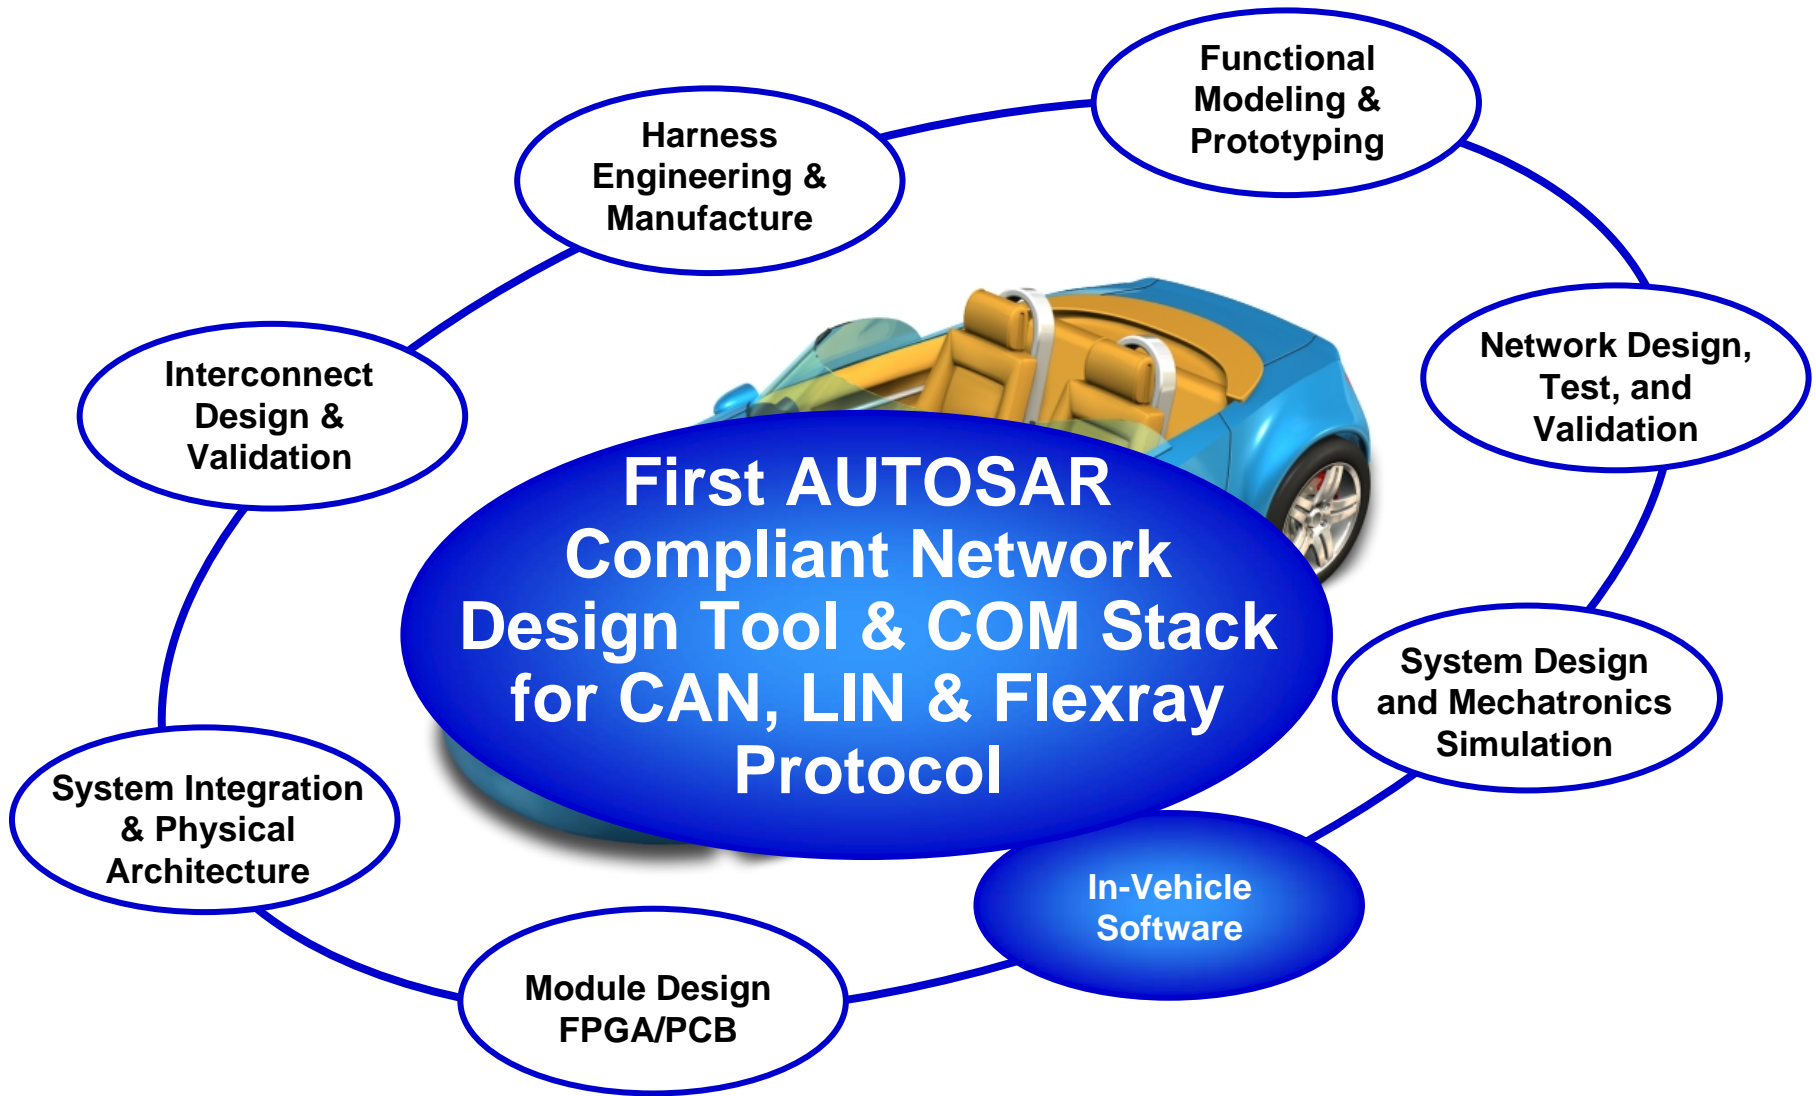 Functional
Modeling &
Prototyping
Harness
Engineering &
Manufacture
Network Design,
Test, and
Validation
Interconnect
Design &
Validation
First AUTOSAR
Compliant Network
Design Tool & COM Stack
for CAN, LIN & Flexray
Protocol
System Design
and Mechatronics
Simulation
System Integration
& Physical
Architecture
In-Vehicle
Software
Module Design
FPGA/PCB